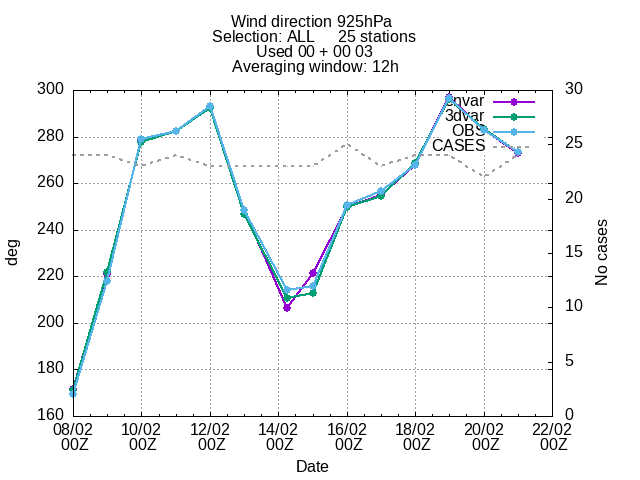 Wind direction 925hPa
Selection: ALL 25 stations
Used 00 + 00 03
Averaging window: 12h
300
280
260
240
220
200
180
160
deg
30
25
20
15
10
5
0
No cases
envar
3dvar
OBS
CASES
08/02 10/02 12/02 14/02 16/02 18/02 20/02 22/02
00Z 00Z 00Z 00Z 00Z 00Z 00Z 00Z
Date